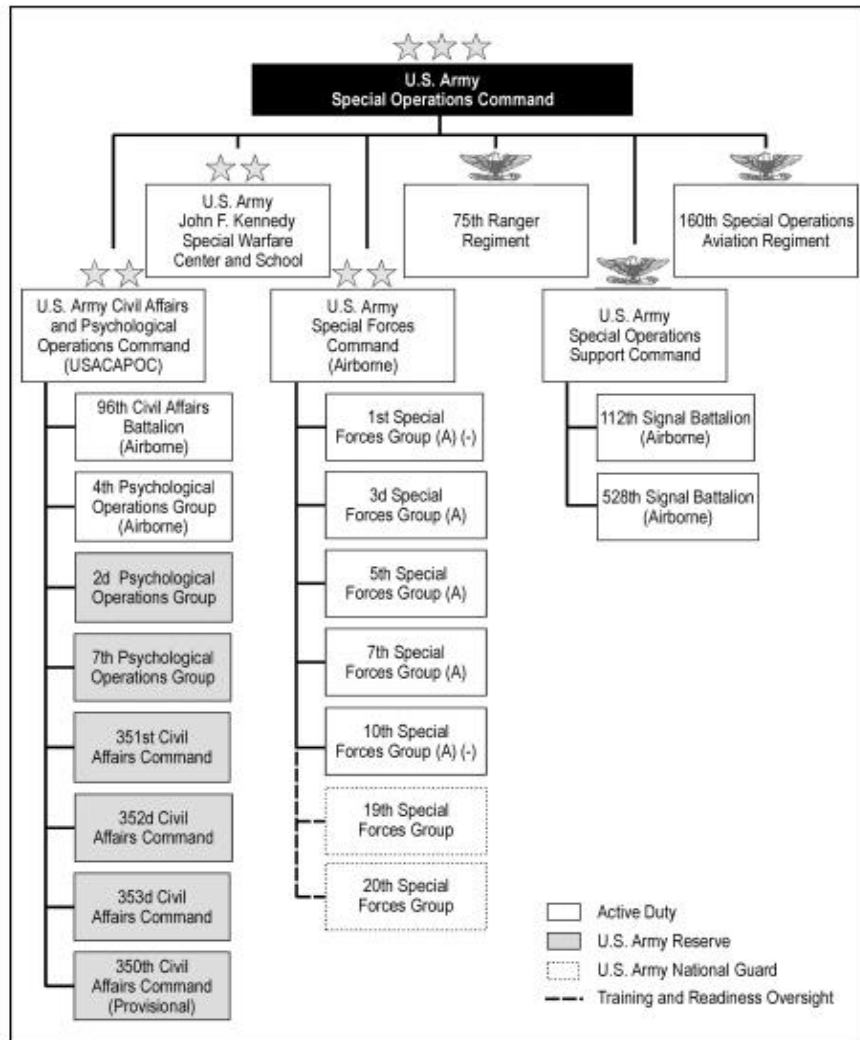 U.S. Army
Special Operations Command
U.S. Army
John F. Kennedy
Special Warfare
Center and School
75th Ranger
Regiment
160th Special Operations
Aviation Regiment
U.S. Army Civil Affairs
and Psychological
Operations Command
(USACAPOC)
U.S. Army
Special Forces
Command
(Airborne)
U.S. Army
Special Operations
Support Command
96th Civil Affairs
Battalion
(Airborne)
4th Psychological
Operations Group
(Airborne)
2d Psychological
Operations Group
7th Psychological
Operations Group
351st Civil
Affairs Command
352d Civil
Affairs Command
353d Civil
Affairs Command
350th Civil
Affairs Command
(Provisional)
1st Special
Forces Group (A) (-)
3d Special
Forces Group (A)
5th Special
Forces Group (A)
7th Special
Forces Group (A)
10th Special
Forces Group (A) (-)
19th Special
Forces Group
20th Special
Forces Group
112th Signal Battalion
(Airborne)
528th Signal Battalion
(Airborne)
Active Duty
U.S. Army Reserve
U.S. Army National Guard
Training and Readiness Oversight